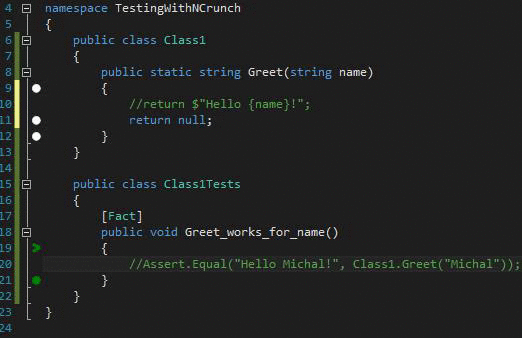 4 namespace TestingWithNCrunch
5 {
6 public class Class1
7 {
8 public static string Greet(string name)
9 {
10 //return $"Hello {name}!";
11 return null;
12 }
13 }
14
15 public class Class1Tests
16 {
17 [Fact]
18 public void Greet_works_for_name()
19 {
20 //Assert.Equal("Hello Michal!", Class1.Greet("Michal"));
21 }
22 }
23 }
24